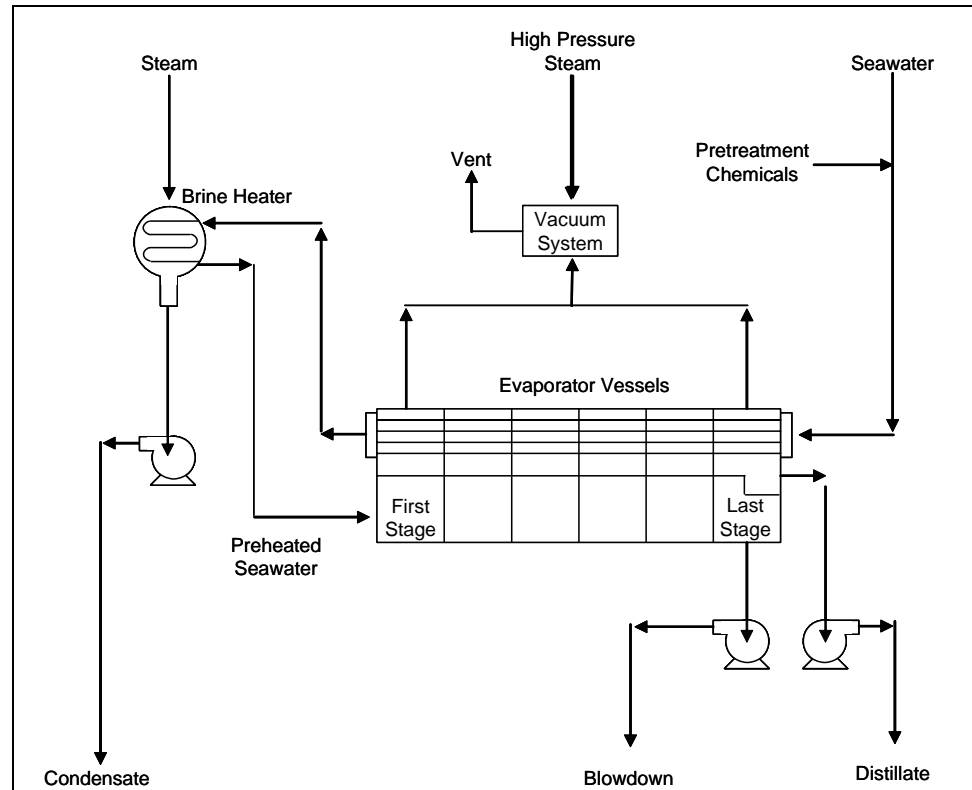 High Pressure
Steam
Steam
Seawater
Vent
Pretreatment
Chemicals
Brine Heater
Vacuum
System
Evaporator Vessels
First
Stage
Last
Stage
Preheated
Seawater
Condensate
Blowdown
Distillate